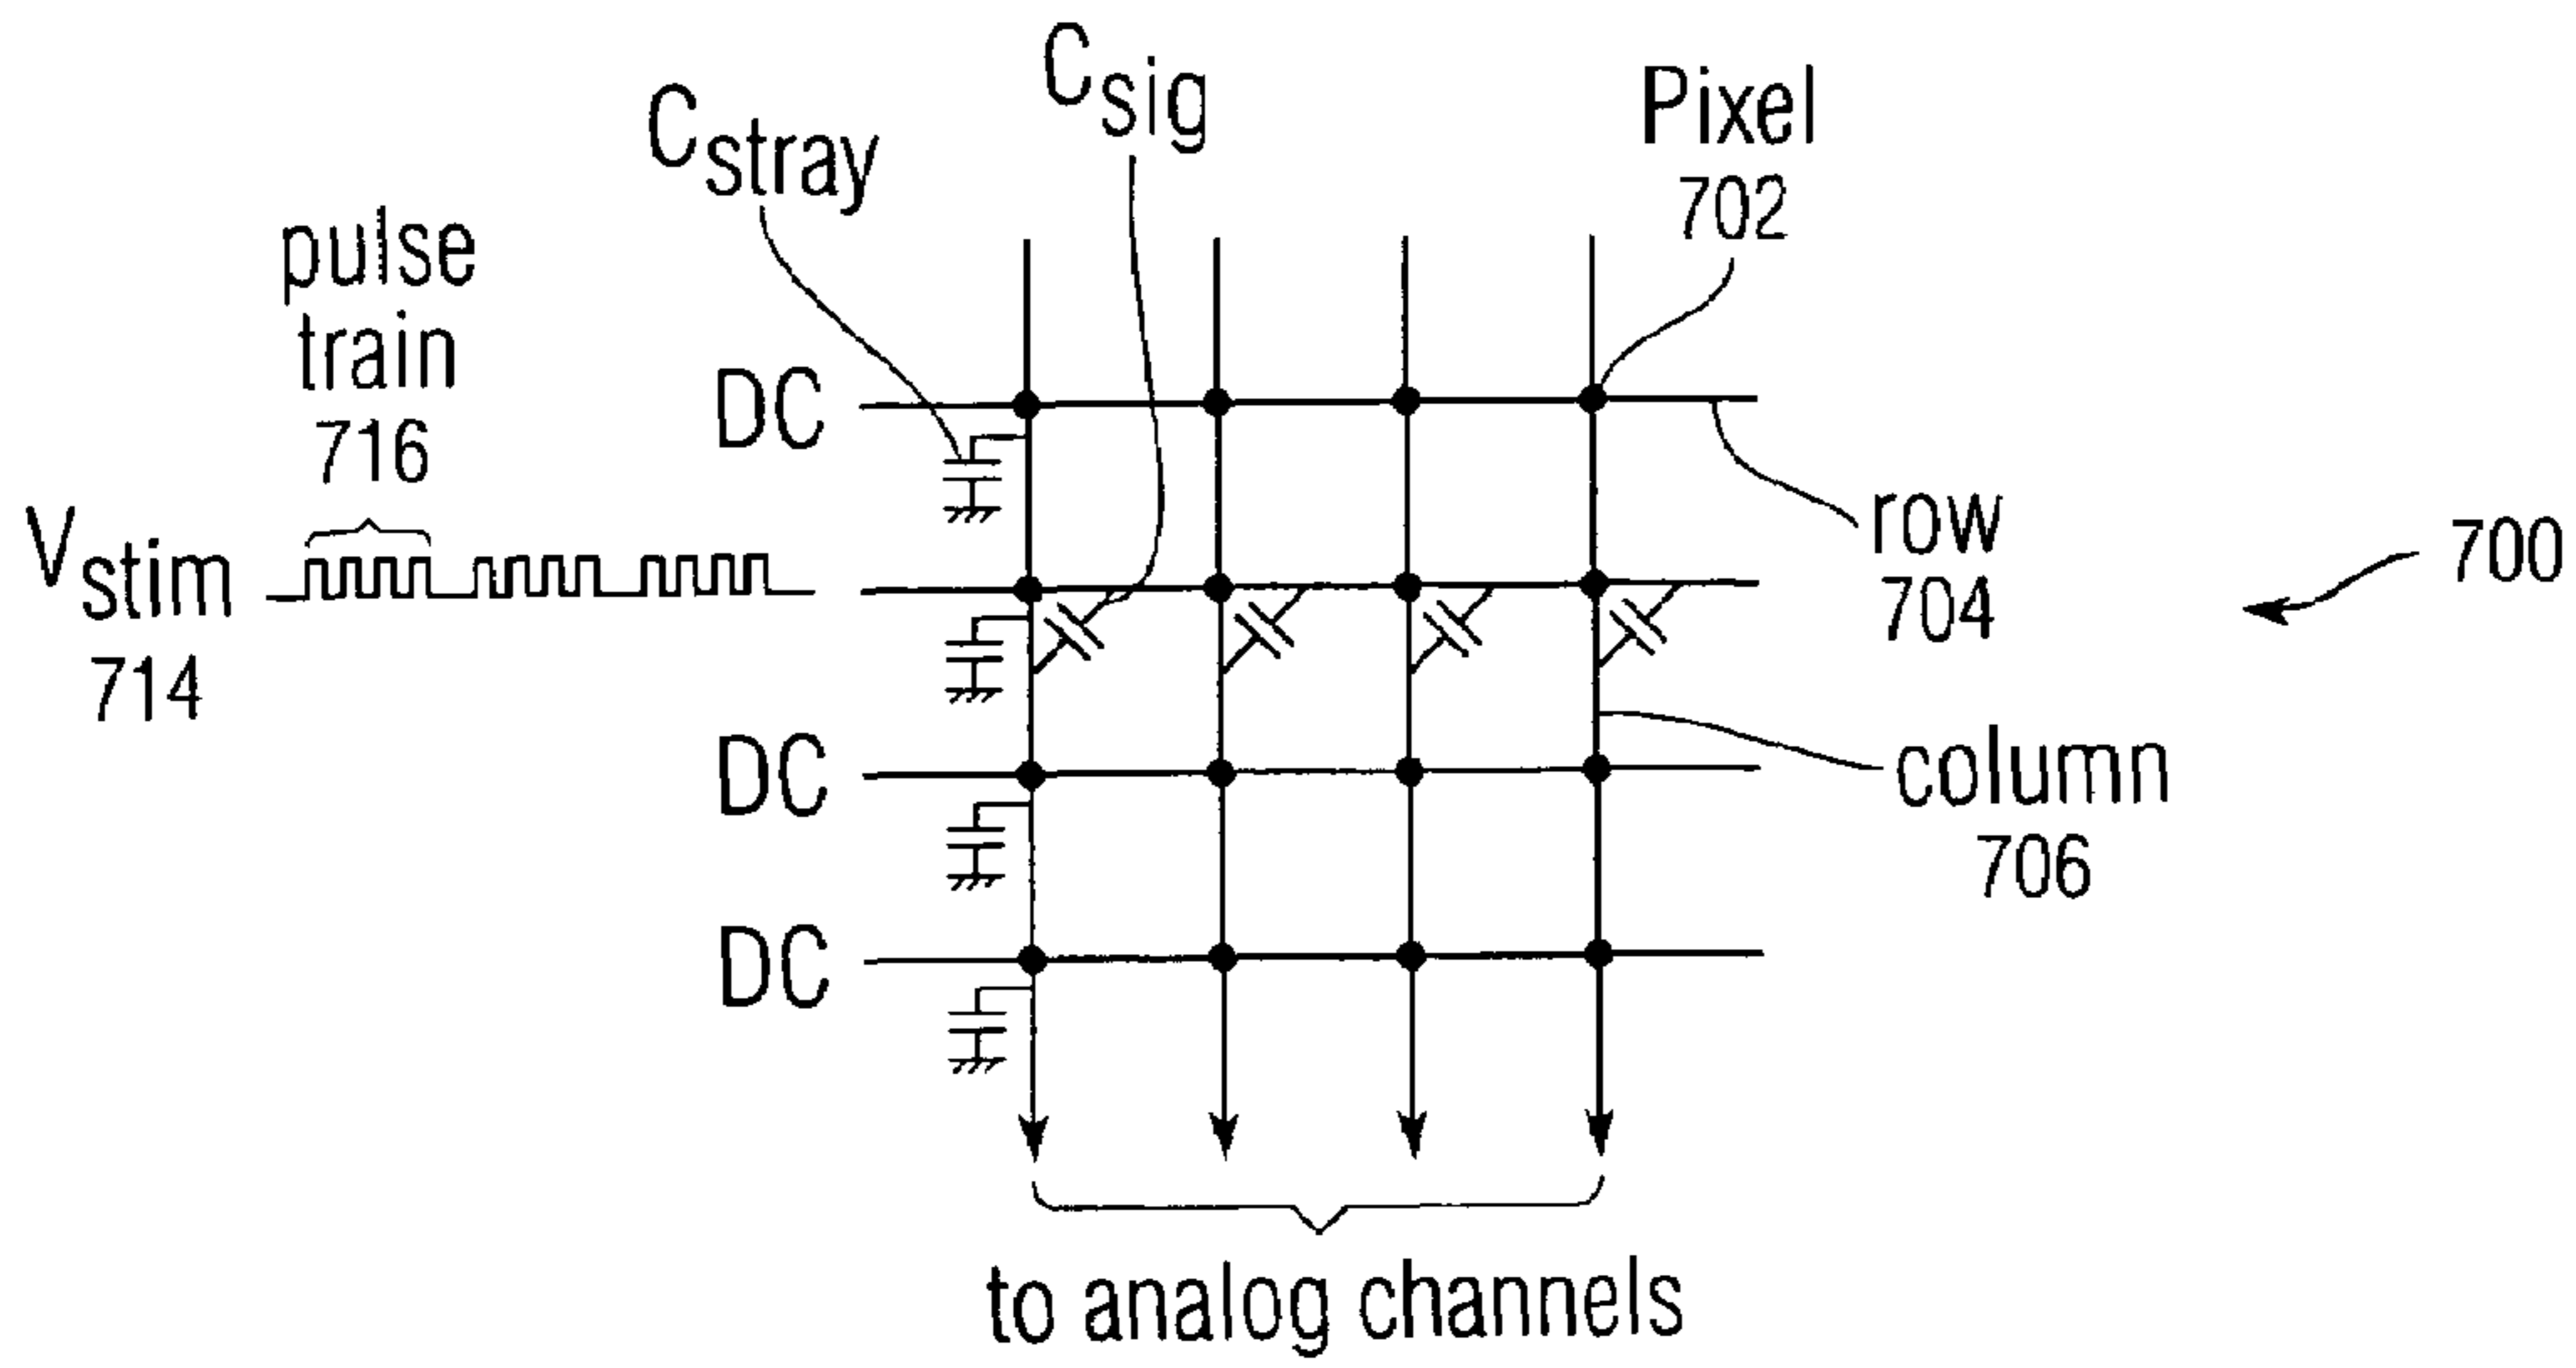 Cstray
Csig
Pixel
702
pulse
train
716
DC
Vstim
714
row
704
700
DC
column
706
DC
to analog channels